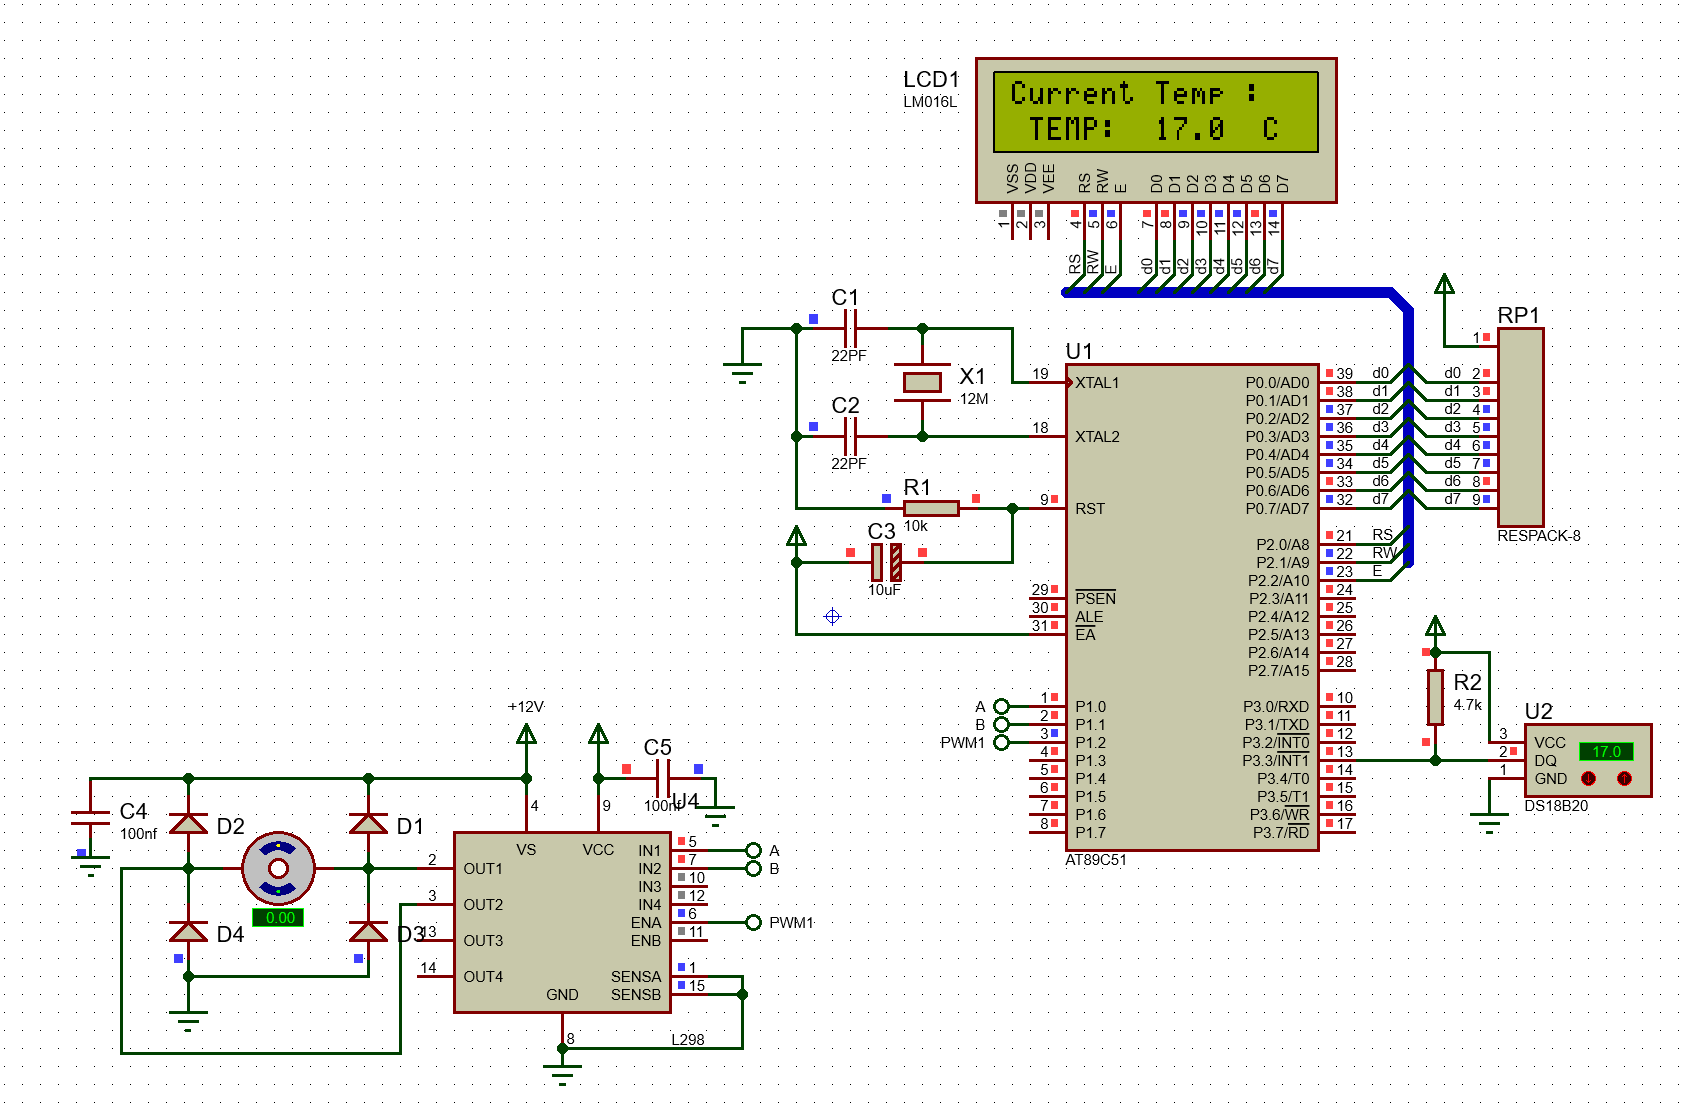 LCD1
LM016L
Current Temp :
TEMP: 17.0 C
VSS VDD VEE RS RW E D0 D1 D2 D3 D4 D5 D6 D7
1 2 3 4 5 6 7 8 9 10 11 12 13 14
RS RW E d0 d1 d2 d3 d4 d5 d6 d7
C1
22PF
X1
12M
C2
22PF
R1
10k
C3
10uF
U1
19 XTAL1
18 XTAL2
9 RST
29 PSEN
30 ALE
31 EA
A 1 P1.0
B 2 P1.1
PWM1 3 P1.2
4 P1.3
5 P1.4
6 P1.5
7 P1.6
8 P1.7
P0.0/AD0 39 d0
P0.1/AD1 38 d1
P0.2/AD2 37 d2
P0.3/AD3 36 d3
P0.4/AD4 35 d4
P0.5/AD5 34 d5
P0.6/AD6 33 d6
P0.7/AD7 32 d7
P2.0/A8 21 RS
P2.1/A9 22 RW
P2.2/A10 23 E
P2.3/A11 24
P2.4/A12 25
P2.5/A13 26
P2.6/A14 27
P2.7/A15 28
P3.0/RXD 10
P3.1/TXD 11
P3.2/INT0 12
P3.3/INT1 13
P3.4/T0 14
P3.5/T1 15
P3.6/WR 16
P3.7/RD 17
AT89C51
RP1
1
d0 2
d1 3
d2 4
d3 5
d4 6
d5 7
d6 8
d7 9
RESPACK-8
R2
4.7k
U2
3 VCC
2 DQ
1 GND
17.0
DS18B20
+12V
C5
100nf
U4
C4
100nf
D2
D1
D4
D3
0.00
4 VS
9 VCC
2 OUT1
3 OUT2
13 OUT3
14 OUT4
IN1 5 A
IN2 7 B
IN3 10
IN4 12
ENA 6 PWM1
ENB 11
SENSA 1
SENSB 15
GND
8
L298